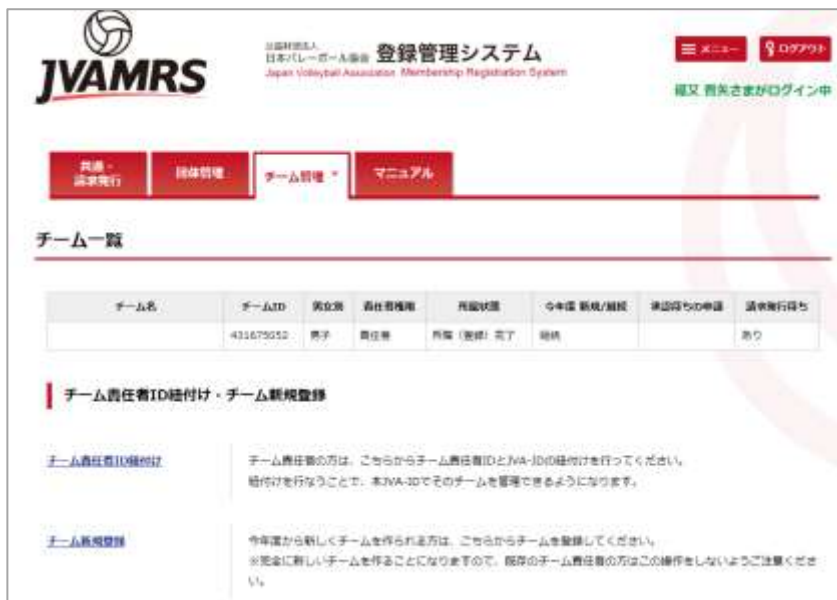 JVAMRS
公益財団法人
日本バレーボール協会 登録管理システム
Japan Volleyball Association Membership Registration System
メニュー
ログアウト
さまがログイン中
共通・
請求発行
団体管理
チーム管理
マニュアル
チーム一覧
チーム名 チームID 男女別 責任者権限 所属状態 今年度 新規/継続 承認待ちの申請 請求発行待ち
431675052 男子 責任者 所属（登録）完了 継続 あり
チーム責任者ID紐付け・チーム新規登録
チーム責任者ID紐付け
チーム責任者の方は、こちらからチーム責任者IDとJVA-IDの紐付けを行ってください。
紐付けを行なうことで、本JVA-IDでそのチームを管理できるようになります。
チーム新規登録
今年度から新しくチームを作られる方は、こちらからチームを登録してください。
※完全に新しいチームを作ることになりますので、既存のチーム責任者の方はこの操作をしないようご注意くださ
い。